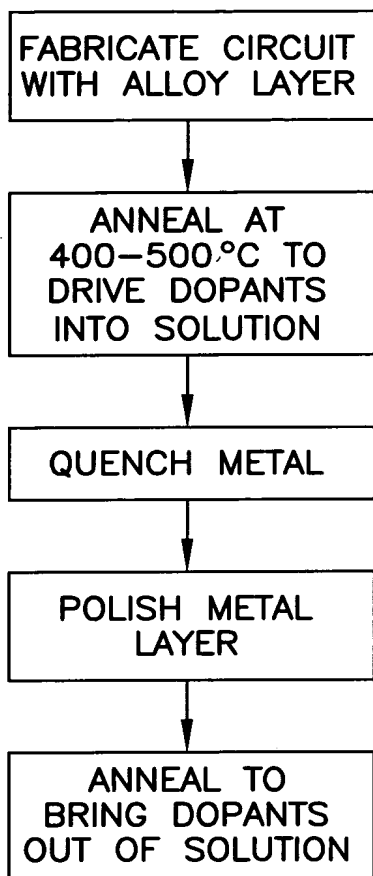 FABRICATE CIRCUIT
WITH ALLOY LAYER
ANNEAL AT
400-500°C TO
DRIVE DOPANTS
INTO SOLUTION
QUENCH METAL
POLISH METAL
LAYER
ANNEAL TO
BRING DOPANTS
OUT OF SOLUTION